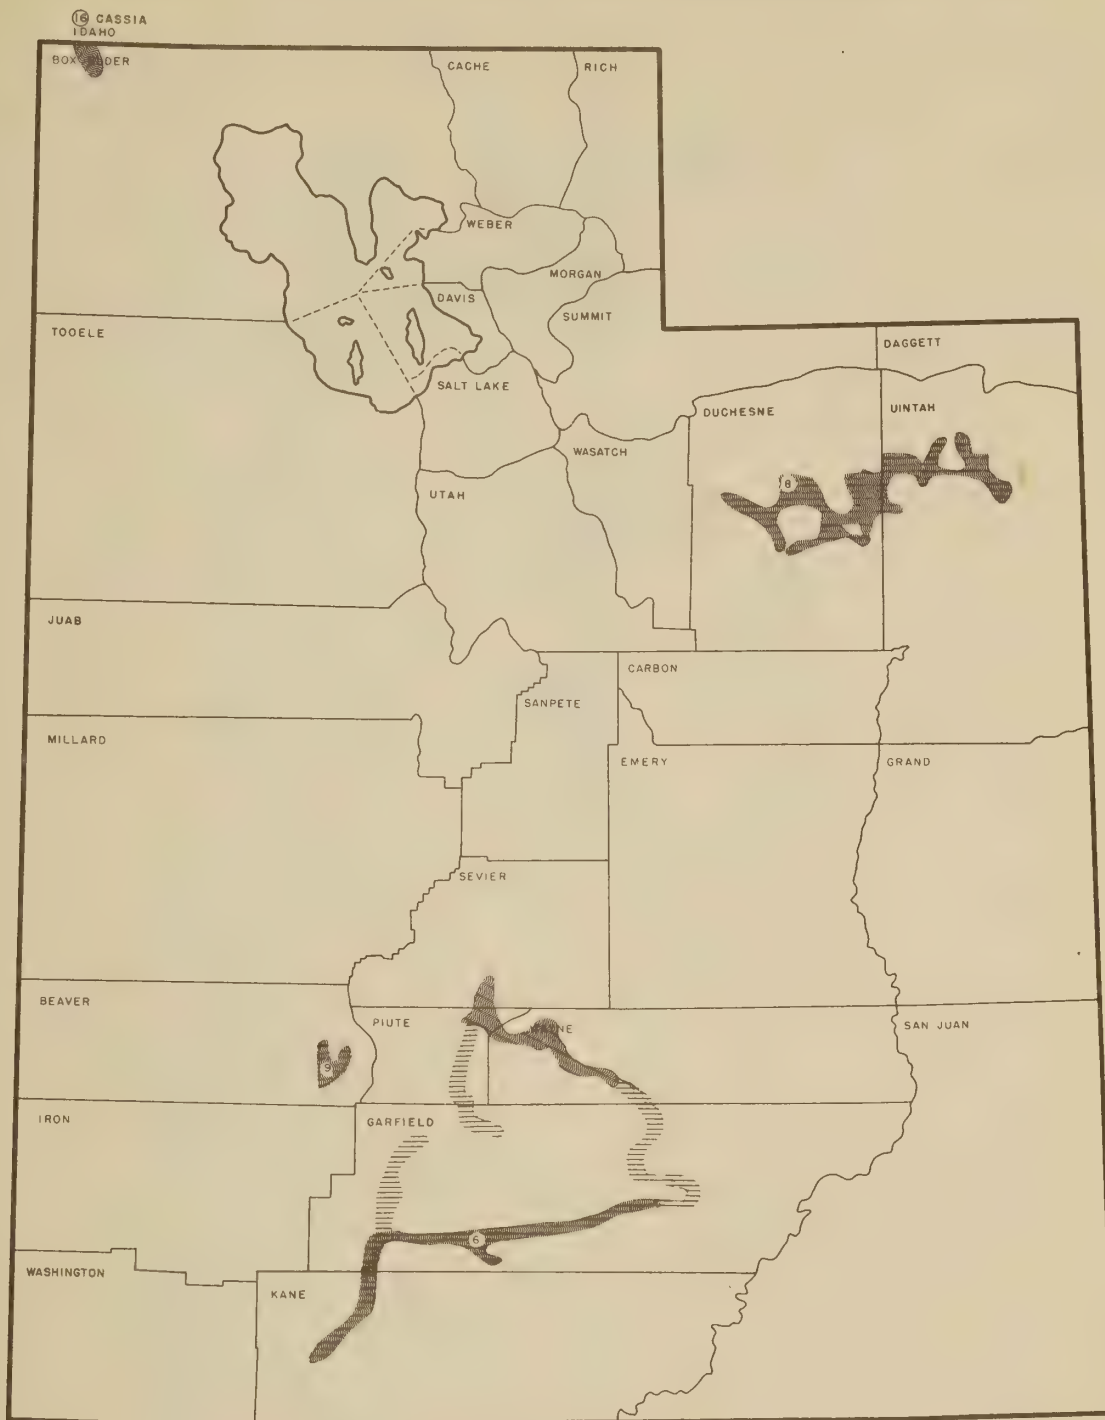 16 CASSIA
IDAHO
BOX ELDER
CACHE
RICH
WEBER
MORGAN
DAVIS
SUMMIT
TOOELE
DAGGETT
SALT LAKE
DUCHESNE
UINTAH
WASATCH
8
UTAH
JUAB
CARBON
SANPETE
MILLARD
EMERY
GRAND
SEVIER
BEAVER
PIUTE
WAYNE
SAN JUAN
9
IRON
GARFIELD
6
WASHINGTON
KANE